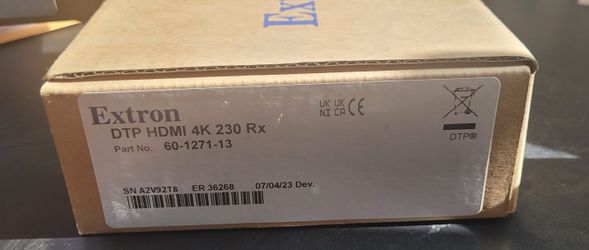 Ex
Extron
DTP HDMI 4K 230 Rx
Part No. 60-1271-13
UK UK CE
NI CA
DTP®
SN A2V92T8 ER 36268 07/04/23 Dev.